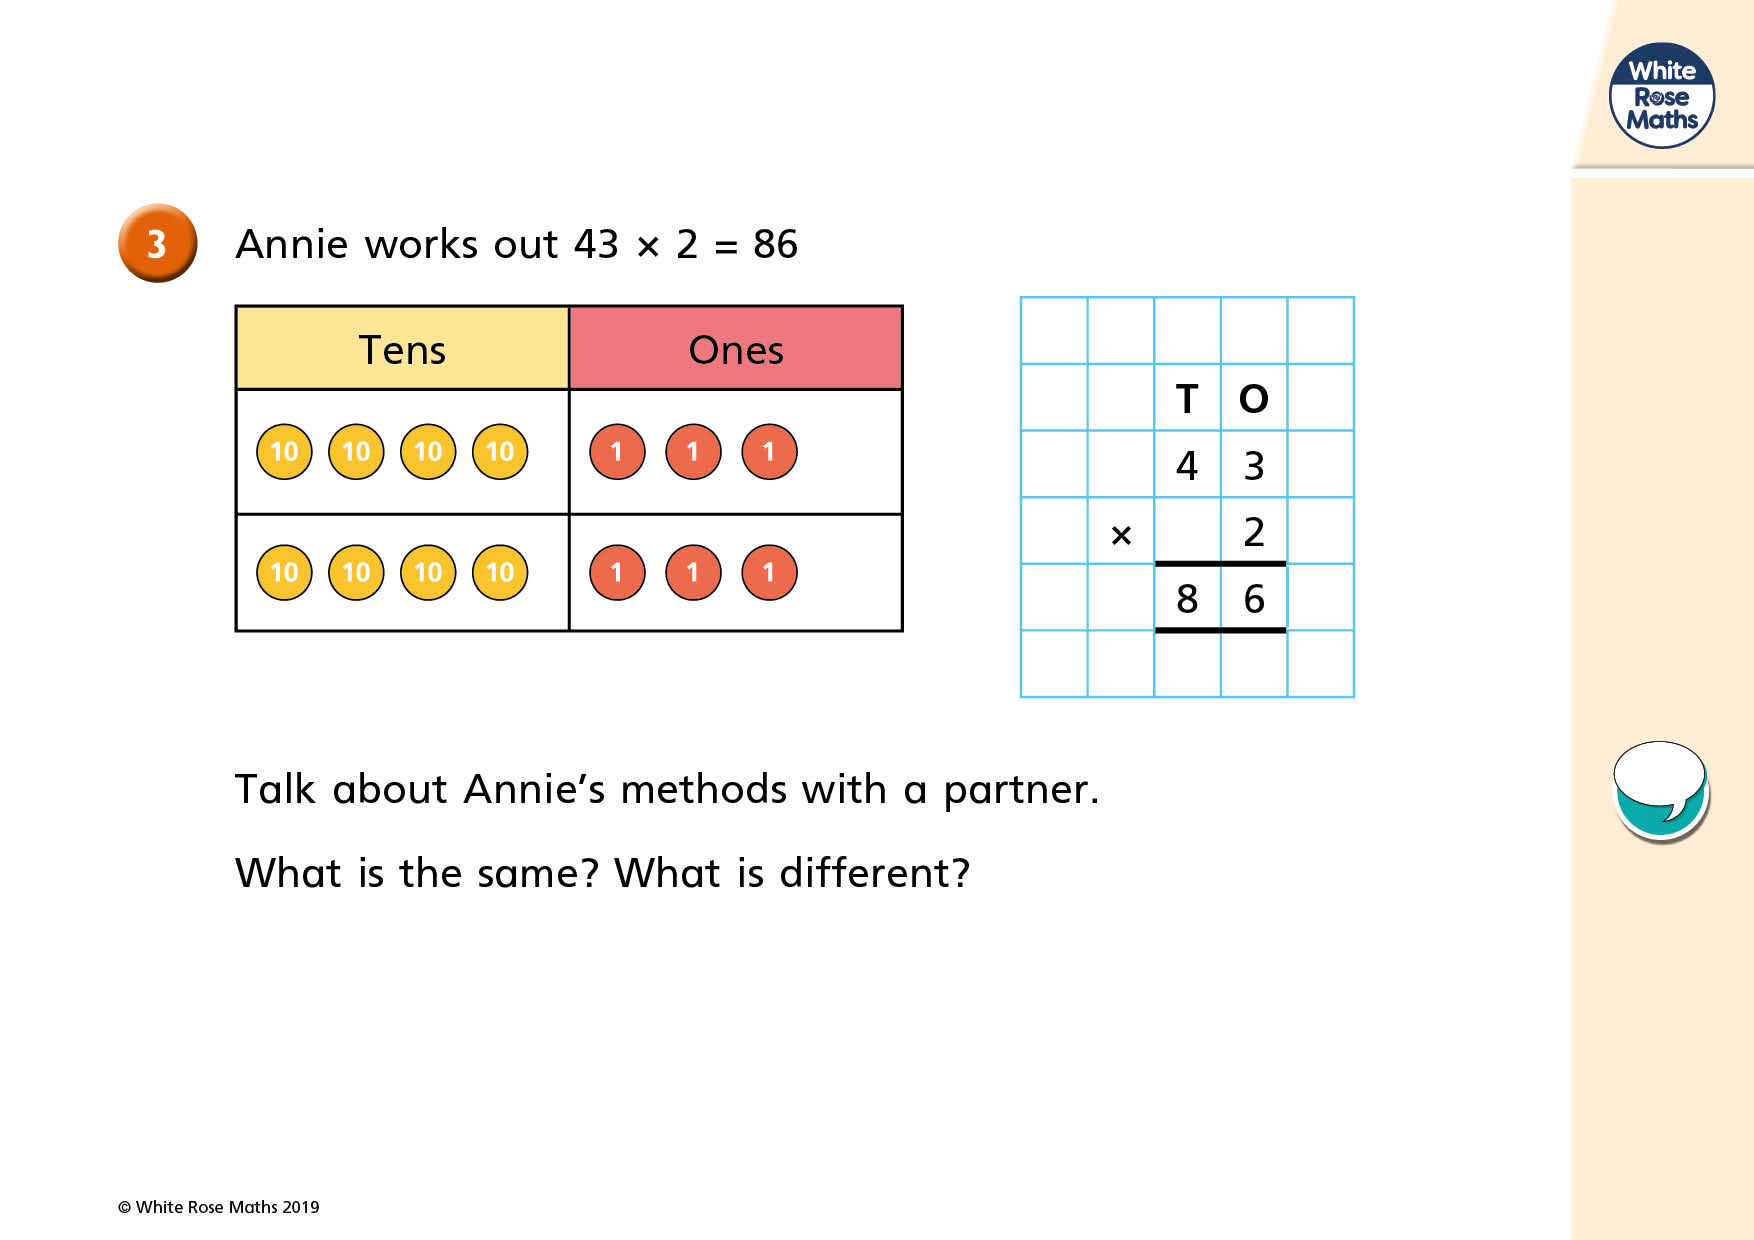 White
Rose
Maths
3 Annie works out 43 × 2 = 86
Tens Ones
10 10 10 10 1 1 1
10 10 10 10 1 1 1
T O
4 3
× 2
8 6
Talk about Annie’s methods with a partner.
What is the same? What is different?
© White Rose Maths 2019